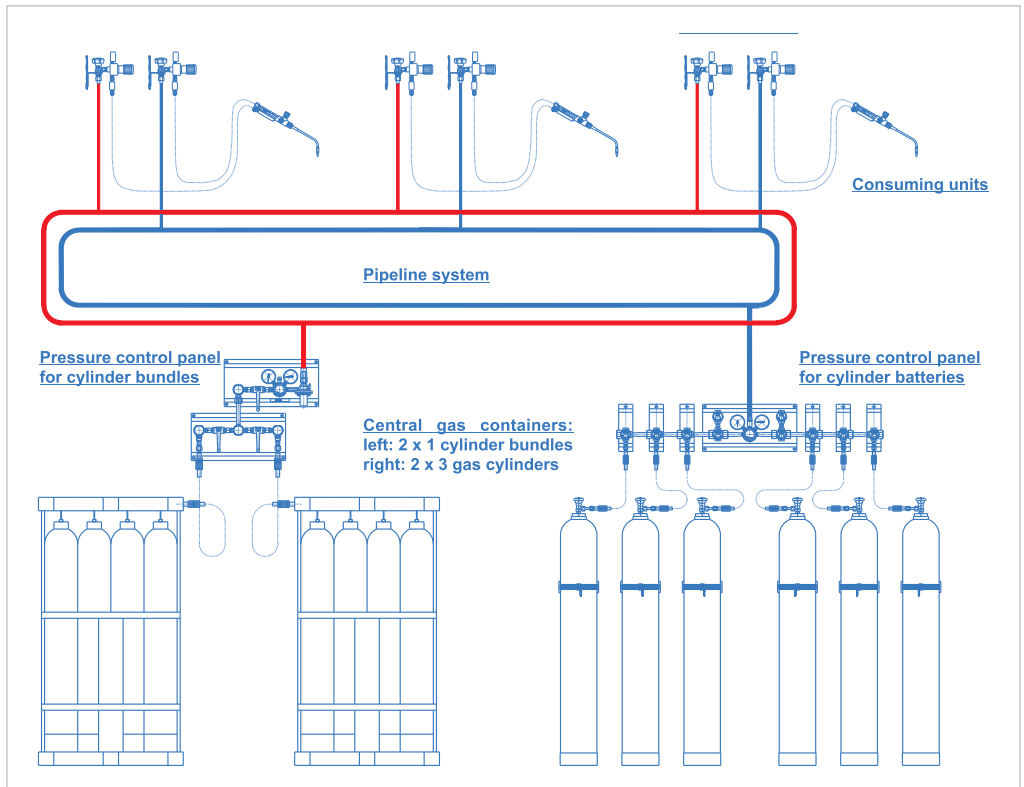 Consuming units
Pipeline system
Pressure control panel
for cylinder bundles
Pressure control panel
for cylinder batteries
Central gas containers:
left: 2 x 1 cylinder bundles
right: 2 x 3 gas cylinders